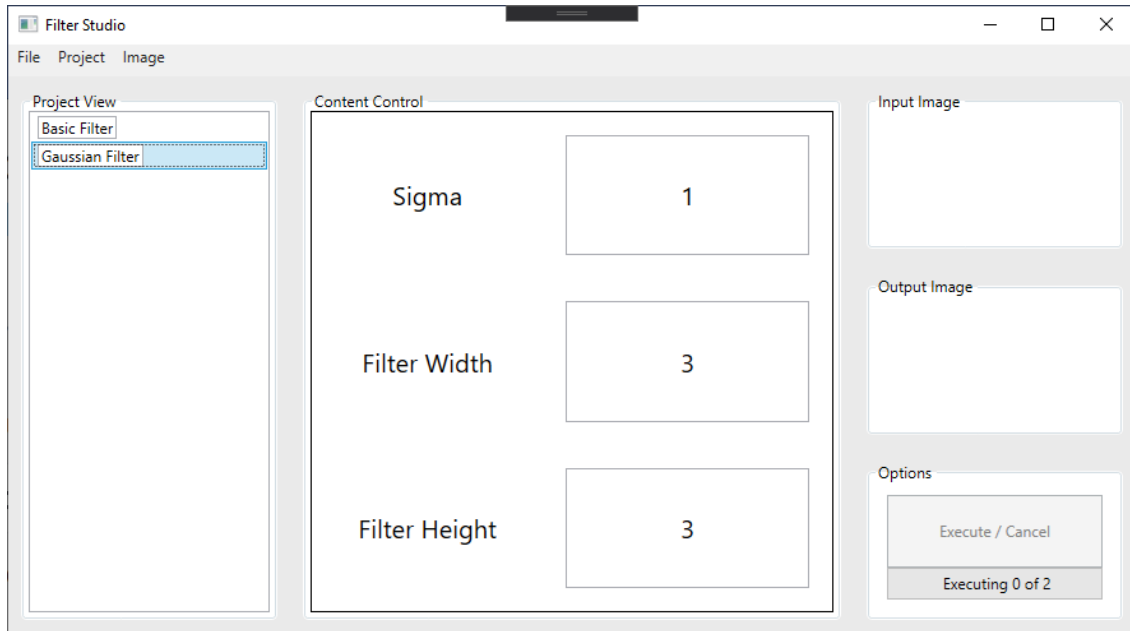 Filter Studio
File Project Image
Project View
Basic Filter
Gaussian Filter
Content Control
Sigma 1
Filter Width 3
Filter Height 3
Input Image
Output Image
Options
Execute / Cancel
Executing 0 of 2